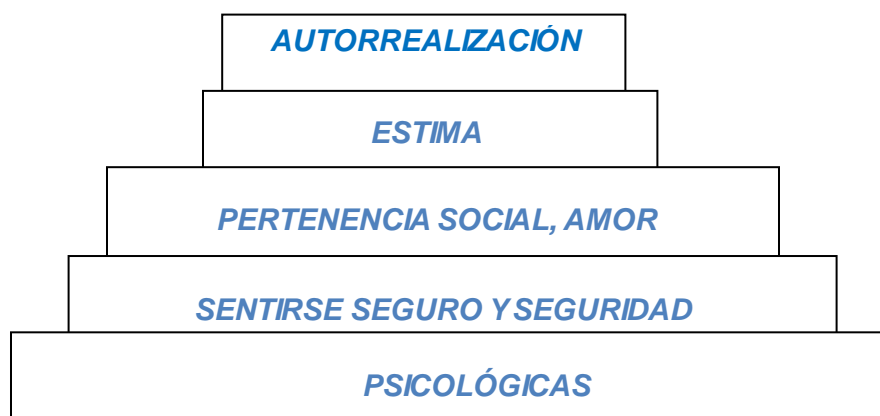 AUTORREALIZACIÓN
ESTIMA
PERTENENCIA SOCIAL, AMOR
SENTIRSE SEGURO Y SEGURIDAD
PSICOLÓGICAS